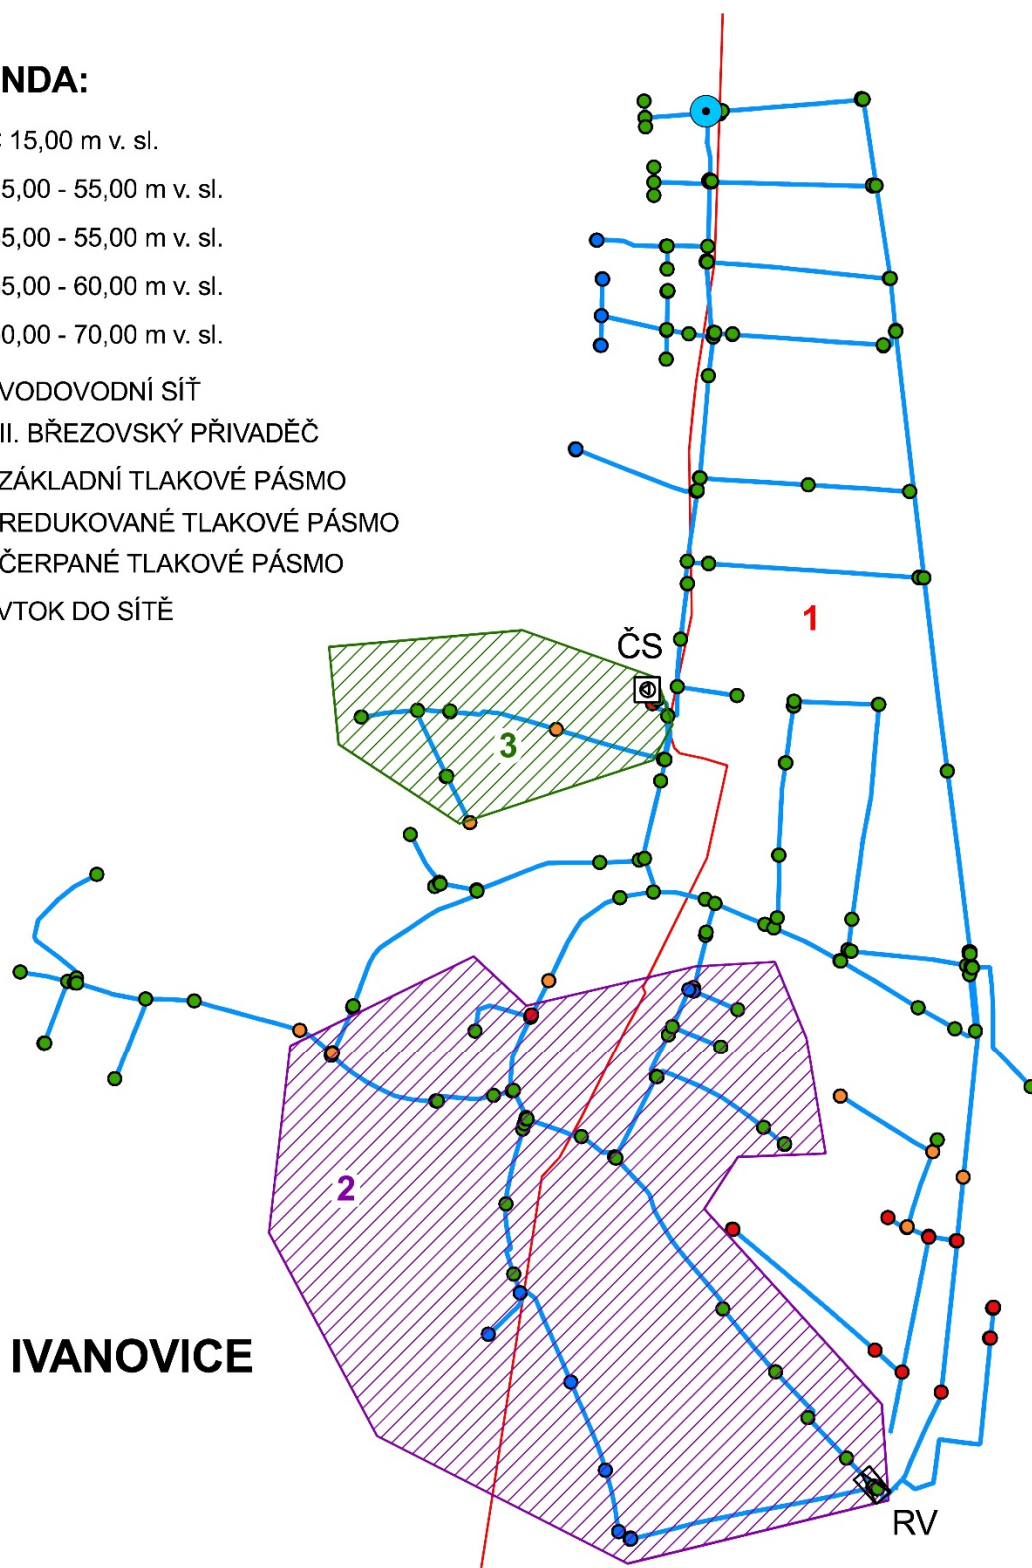 NDA:
15,00 m v. sl.
5,00 - 55,00 m v. sl.
5,00 - 55,00 m v. sl.
5,00 - 60,00 m v. sl.
0,00 - 70,00 m v. sl.
VODOVODNÍ SÍŤ
II. BŘEZOVSKÝ PŘIVADĚČ
ZÁKLADNÍ TLAKOVÉ PÁSMO
REDUKOVANÉ TLAKOVÉ PÁSMO
ČERPANÉ TLAKOVÉ PÁSMO
VTOK DO SÍTĚ
1
ČS
3
2
IVANOVICE
RV